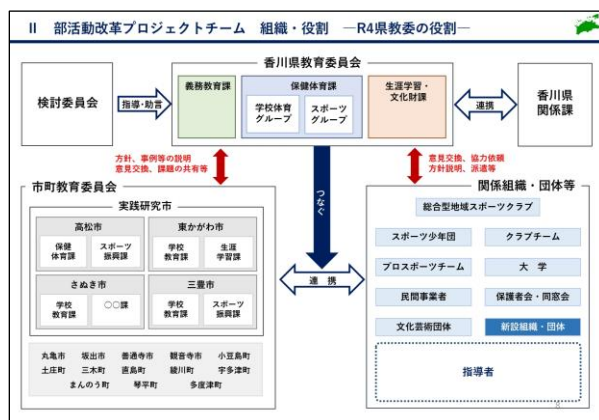 Ⅱ　部活動改革プロジェクトチーム　組織・役割　―R4県教委の役割―
香川県教育委員会
検討委員会
指導・助言
義務教育課
保健体育課
学校体育
グループ
スポーツ
グループ
生涯学習・
文化財課
連携
香川県
関係課
方針、事例等の説明
意見交換、課題の共有等
つなぐ
意見交換、協力依頼
方針説明、派遣等
市町教育委員会
実践研究市
高松市
保健
体育課
スポーツ
振興課
東かがわ市
学校
教育課
生涯
学習課
さぬき市
学校
教育課
○○課
三豊市
学校
教育課
スポーツ
振興課
丸亀市　坂出市　善通寺市　観音寺市　小豆島町
土庄町　三木町　直島町　綾川町　宇多津町
まんのう町　琴平町　多度津町
連 携
関係組織・団体等
総合型地域スポーツクラブ
スポーツ少年団
クラブチーム
プロスポーツチーム
大 学
民間事業者
保護者会・同窓会
文化芸術団体
新設組織・団体
指導者
8